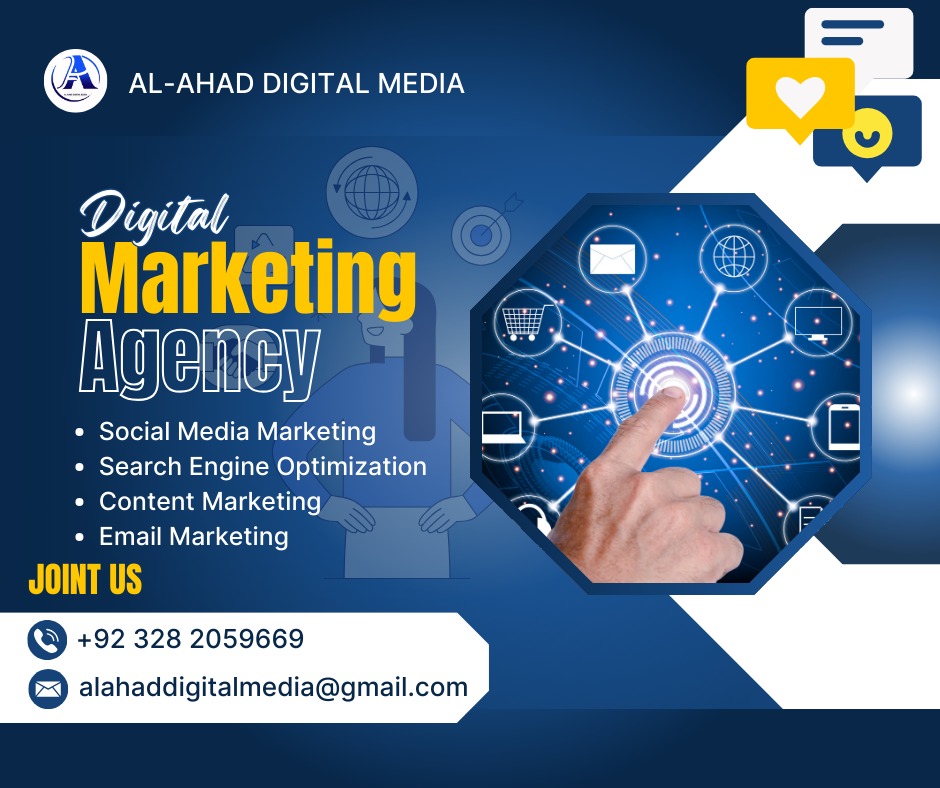 AL-AHAD DIGITAL MEDIA
Digital
Marketing
Agency
• Social Media Marketing
• Search Engine Optimization
• Content Marketing
• Email Marketing
JOINT US
+92 328 2059669
alahaddigitalmedia@gmail.com